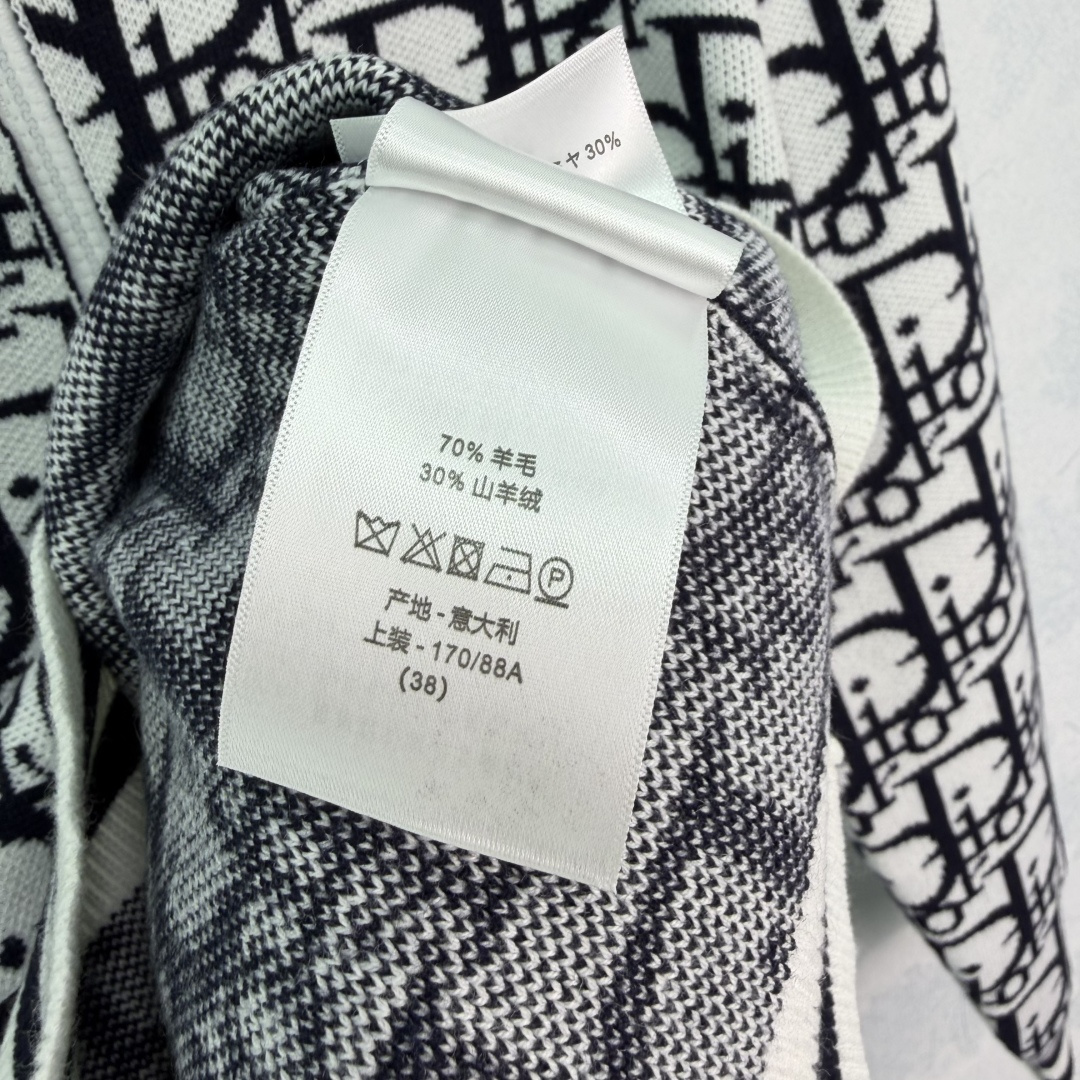 ヤ 30%
70% 羊毛
30% 山羊绒
P
产地 - 意大利
上装 - 170/88A
(38)
Dior